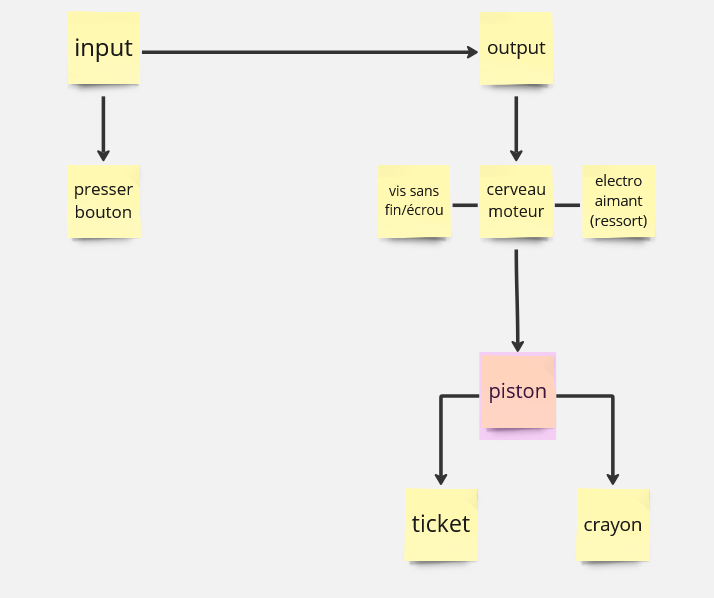 input
output
presser
bouton
vis sans
fin/écrou
cerveau
moteur
electro
aimant
(ressort)
piston
ticket
crayon